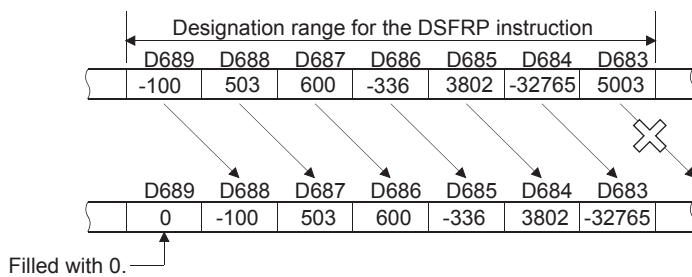 Designation range for the DSFRP instruction
D689 D688 D687 D686 D685 D684 D683
-100 503 600 -336 3802 -32765 5003
D689 D688 D687 D686 D685 D684 D683
0 -100 503 600 -336 3802 -32765
Filled with 0.